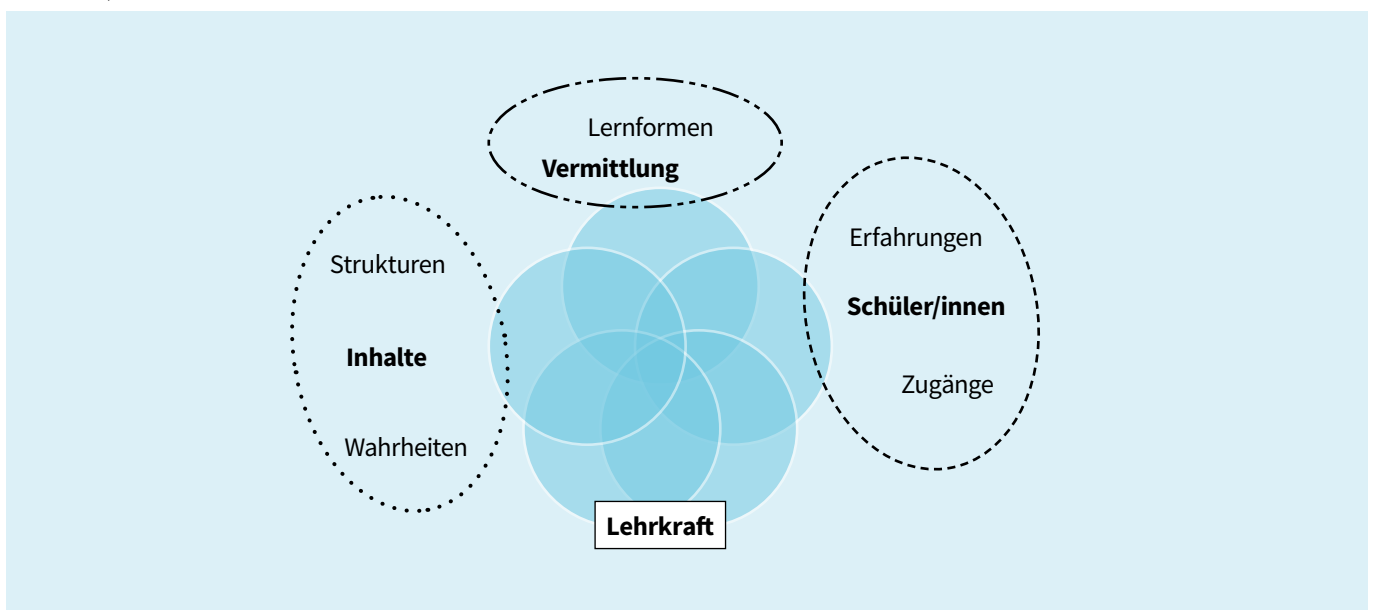 Lernformen
Vermittlung
Strukturen
Inhalte
Wahrheiten
Erfahrungen
Schüler/innen
Zugänge
Lehrkraft